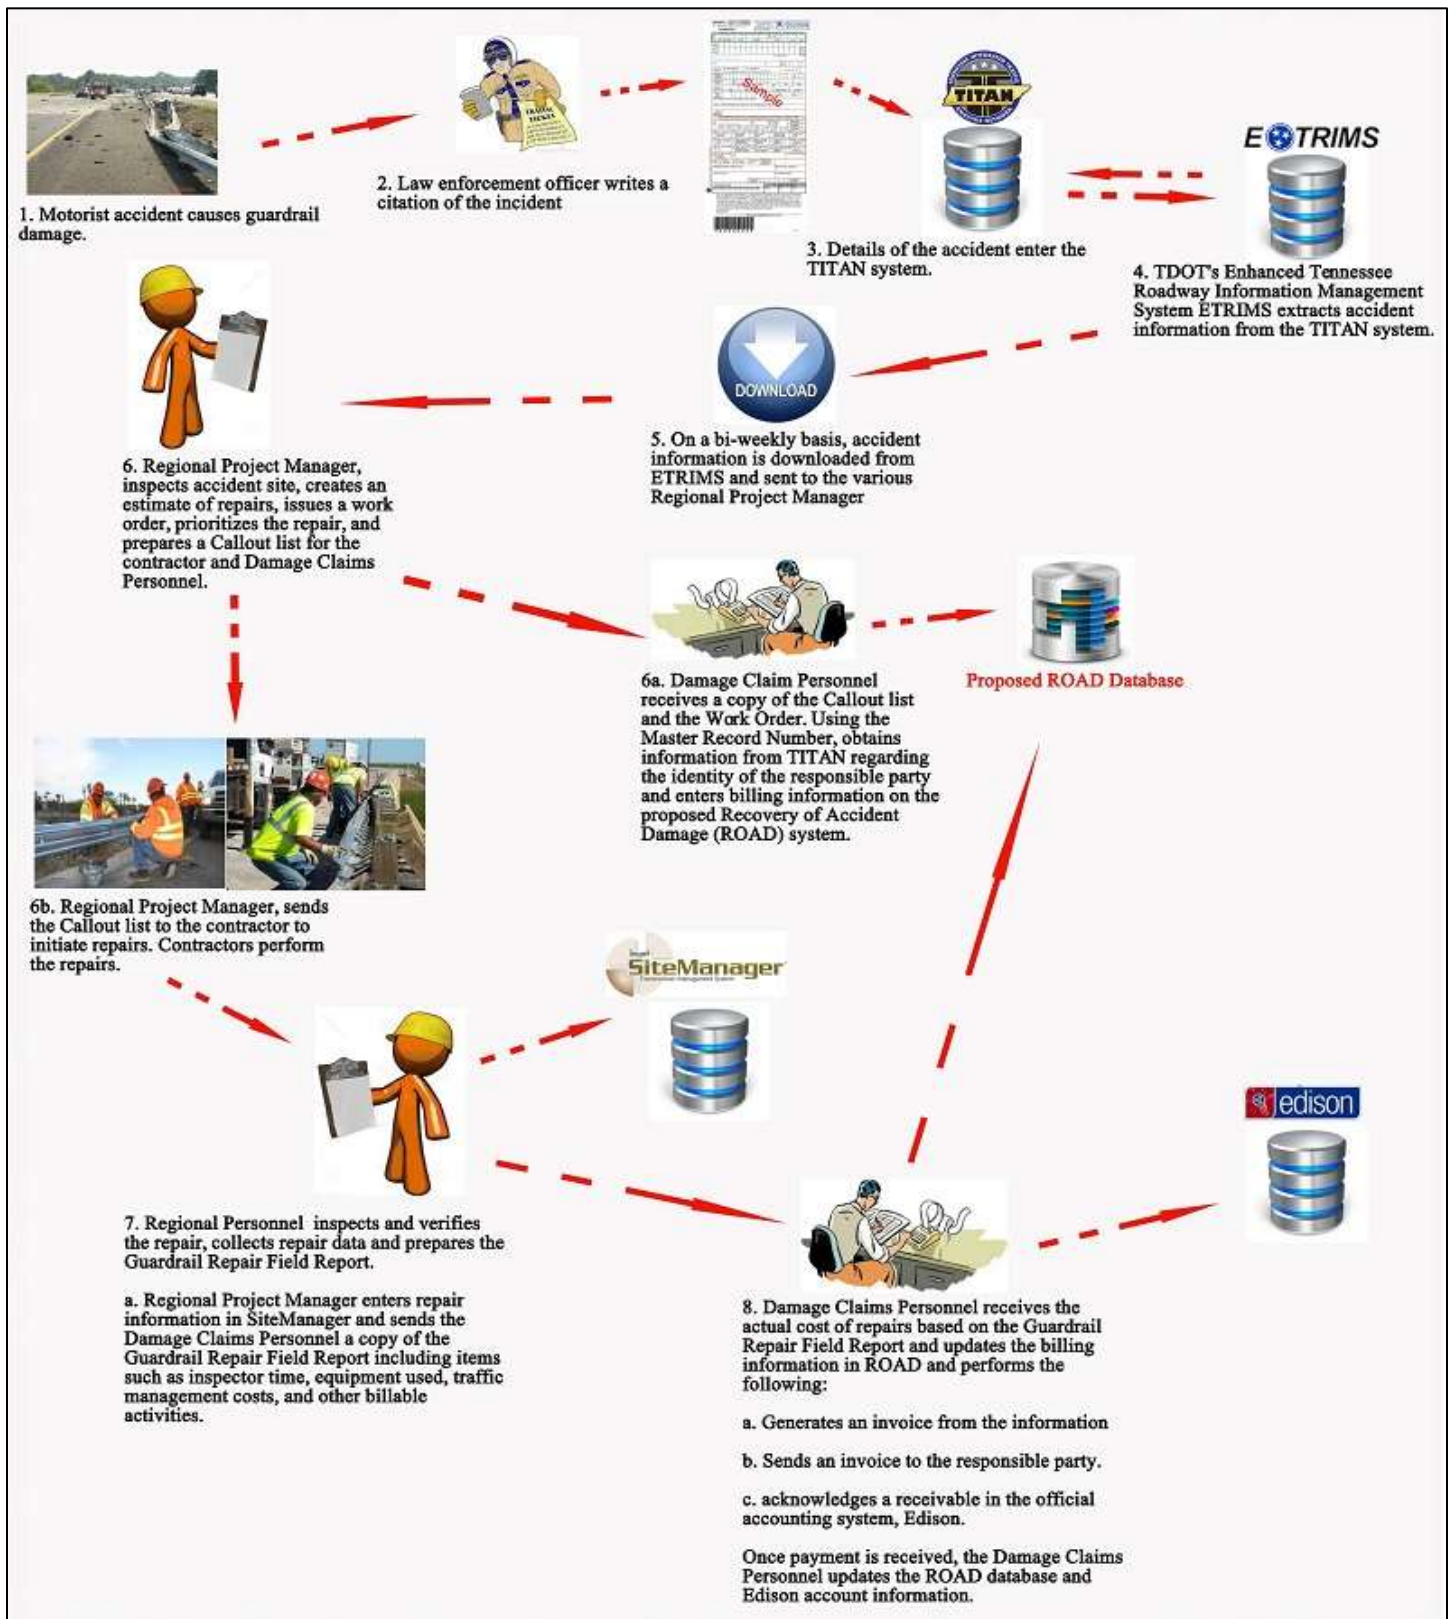 TRAFFIC
TICKET
Sample
TITAN
E TRIMS
1. Motorist accident causes guardrail
damage.
2. Law enforcement officer writes a
citation of the incident
3. Details of the accident enter the
TITAN system.
4. TDOT's Enhanced Tennessee
Roadway Information Management
System ETRIMS extracts accident
information from the TITAN system.
DOWNLOAD
5. On a bi-weekly basis, accident
information is downloaded from
ETRIMS and sent to the various
Regional Project Manager
6. Regional Project Manager,
inspects accident site, creates an
estimate of repairs, issues a work
order, prioritizes the repair, and
prepares a Callout list for the
contractor and Damage Claims
Personnel.
6a. Damage Claim Personnel
receives a copy of the Callout list
and the Work Order. Using the
Master Record Number, obtains
information from TITAN regarding
the identity of the responsible party
and enters billing information on the
proposed Recovery of Accident
Damage (ROAD) system.
Proposed ROAD Database
6b. Regional Project Manager, sends
the Callout list to the contractor to
initiate repairs. Contractors perform
the repairs.
SiteManager
7. Regional Personnel inspects and verifies
the repair, collects repair data and prepares the
Guardrail Repair Field Report.
a. Regional Project Manager enters repair
information in SiteManager and sends the
Damage Claims Personnel a copy of the
Guardrail Repair Field Report including items
such as inspector time, equipment used, traffic
management costs, and other billable
activities.
edison
8. Damage Claims Personnel receives the
actual cost of repairs based on the Guardrail
Repair Field Report and updates the billing
information in ROAD and performs the
following:
a. Generates an invoice from the information
b. Sends an invoice to the responsible party.
c. acknowledges a receivable in the official
accounting system, Edison.
Once payment is received, the Damage Claims
Personnel updates the ROAD database and
Edison account information.